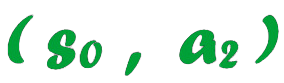 ( s₀ , a₂ )